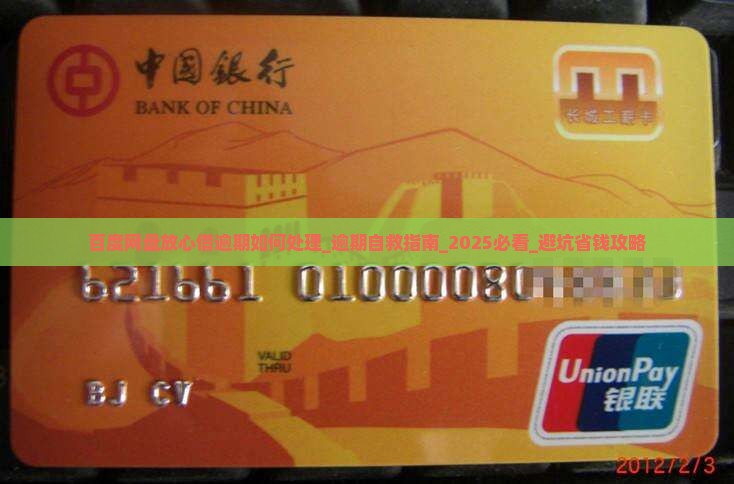 中国银行
BANK OF CHINA
长城工薪卡
百度网盘放心借逾期如何处理_逾期自救指南_2025必看_避坑省钱攻略
621661 01000080
VALID
THRU
BJ CV
UnionPay
银联
2012/2/3